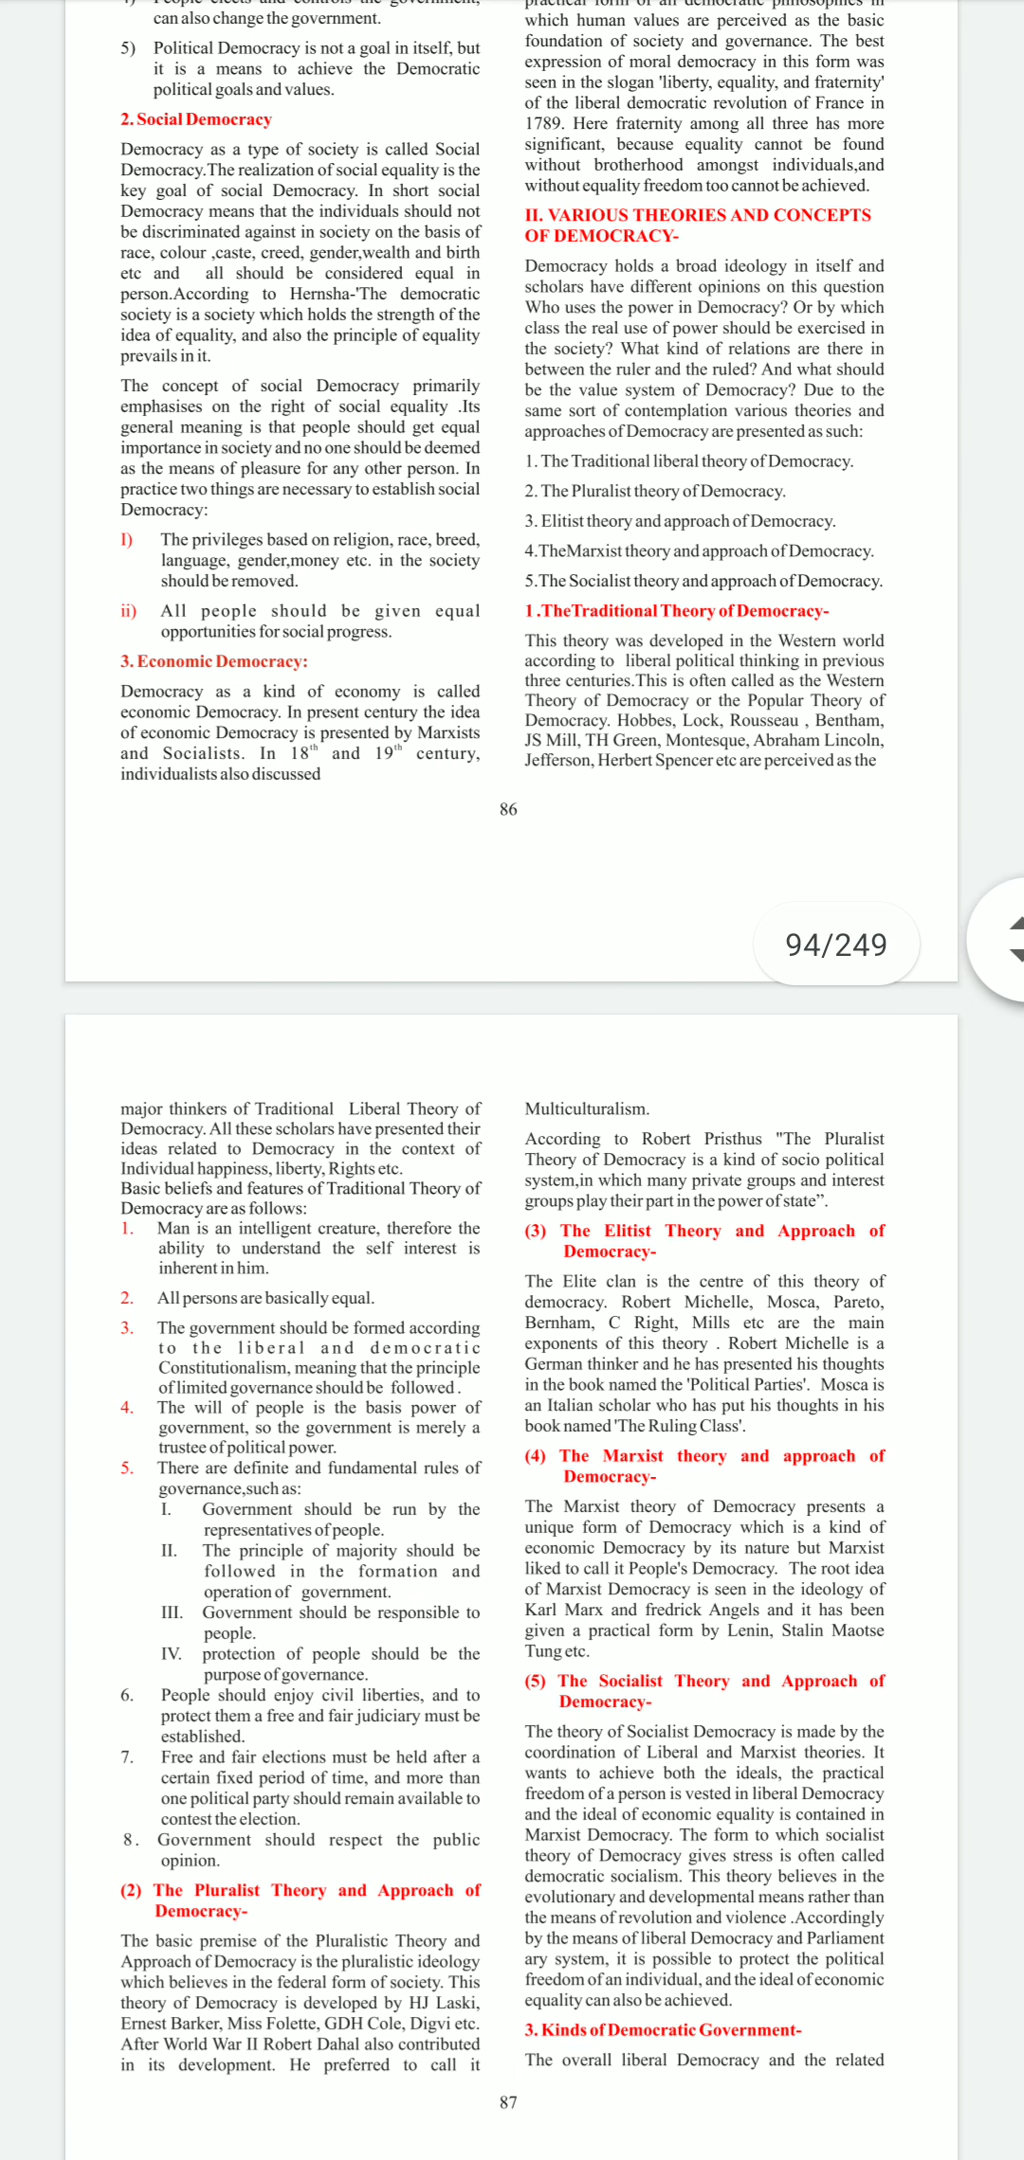 can also change the government.
5) Political Democracy is not a goal in itself, but
it is a means to achieve the Democratic
political goals and values.
2. Social Democracy
Democracy as a type of society is called Social
Democracy.The realization of social equality is the
key goal of social Democracy. In short social
Democracy means that the individuals should not
be discriminated against in society on the basis of
race, colour ,caste, creed, gender,wealth and birth
etc and all should be considered equal in
person.According to Hernsha-'The democratic
society is a society which holds the strength of the
idea of equality, and also the principle of equality
prevails in it.
The concept of social Democracy primarily
emphasises on the right of social equality .Its
general meaning is that people should get equal
importance in society and no one should be deemed
as the means of pleasure for any other person. In
practice two things are necessary to establish social
Democracy:
I) The privileges based on religion, race, breed,
language, gender,money etc. in the society
should be removed.
ii) All people should be given equal
opportunities for social progress.
3. Economic Democracy:
Democracy as a kind of economy is called
economic Democracy. In present century the idea
of economic Democracy is presented by Marxists
and Socialists. In 18th and 19th century,
individualists also discussed
which human values are perceived as the basic
foundation of society and governance. The best
expression of moral democracy in this form was
seen in the slogan 'liberty, equality, and fraternity'
of the liberal democratic revolution of France in
1789. Here fraternity among all three has more
significant, because equality cannot be found
without brotherhood amongst individuals,and
without equality freedom too cannot be achieved.
II. VARIOUS THEORIES AND CONCEPTS
OF DEMOCRACY-
Democracy holds a broad ideology in itself and
scholars have different opinions on this question
Who uses the power in Democracy? Or by which
class the real use of power should be exercised in
the society? What kind of relations are there in
between the ruler and the ruled? And what should
be the value system of Democracy? Due to the
same sort of contemplation various theories and
approaches of Democracy are presented as such:
1. The Traditional liberal theory of Democracy.
2. The Pluralist theory of Democracy.
3. Elitist theory and approach of Democracy.
4.TheMarxist theory and approach of Democracy.
5.The Socialist theory and approach of Democracy.
1 .TheTraditional Theory of Democracy-
This theory was developed in the Western world
according to liberal political thinking in previous
three centuries.This is often called as the Western
Theory of Democracy or the Popular Theory of
Democracy. Hobbes, Lock, Rousseau , Bentham,
JS Mill, TH Green, Montesque, Abraham Lincoln,
Jefferson, Herbert Spencer etc are perceived as the
86
94/249
major thinkers of Traditional Liberal Theory of
Democracy. All these scholars have presented their
ideas related to Democracy in the context of
Individual happiness, liberty, Rights etc.
Basic beliefs and features of Traditional Theory of
Democracy are as follows:
1. Man is an intelligent creature, therefore the
ability to understand the self interest is
inherent in him.
2. All persons are basically equal.
3. The government should be formed according
to the liberal and democratic
Constitutionalism, meaning that the principle
of limited governance should be followed .
4. The will of people is the basis power of
government, so the government is merely a
trustee of political power.
5. There are definite and fundamental rules of
governance,such as:
I. Government should be run by the
representatives of people.
II. The principle of majority should be
followed in the formation and
operation of government.
III. Government should be responsible to
people.
IV. protection of people should be the
purpose of governance.
6. People should enjoy civil liberties, and to
protect them a free and fair judiciary must be
established.
7. Free and fair elections must be held after a
certain fixed period of time, and more than
one political party should remain available to
contest the election.
8. Government should respect the public
opinion.
(2) The Pluralist Theory and Approach of
Democracy-
The basic premise of the Pluralistic Theory and
Approach of Democracy is the pluralistic ideology
which believes in the federal form of society. This
theory of Democracy is developed by HJ Laski,
Ernest Barker, Miss Folette, GDH Cole, Digvi etc.
After World War II Robert Dahal also contributed
in its development. He preferred to call it
Multiculturalism.
According to Robert Pristhus "The Pluralist
Theory of Democracy is a kind of socio political
system,in which many private groups and interest
groups play their part in the power of state”.
(3) The Elitist Theory and Approach of
Democracy-
The Elite clan is the centre of this theory of
democracy. Robert Michelle, Mosca, Pareto,
Bernham, C Right, Mills etc are the main
exponents of this theory . Robert Michelle is a
German thinker and he has presented his thoughts
in the book named the 'Political Parties'. Mosca is
an Italian scholar who has put his thoughts in his
book named 'The Ruling Class'.
(4) The Marxist theory and approach of
Democracy-
The Marxist theory of Democracy presents a
unique form of Democracy which is a kind of
economic Democracy by its nature but Marxist
liked to call it People's Democracy. The root idea
of Marxist Democracy is seen in the ideology of
Karl Marx and fredrick Angels and it has been
given a practical form by Lenin, Stalin Maotse
Tung etc.
(5) The Socialist Theory and Approach of
Democracy-
The theory of Socialist Democracy is made by the
coordination of Liberal and Marxist theories. It
wants to achieve both the ideals, the practical
freedom of a person is vested in liberal Democracy
and the ideal of economic equality is contained in
Marxist Democracy. The form to which socialist
theory of Democracy gives stress is often called
democratic socialism. This theory believes in the
evolutionary and developmental means rather than
the means of revolution and violence .Accordingly
by the means of liberal Democracy and Parliament
ary system, it is possible to protect the political
freedom of an individual, and the ideal of economic
equality can also be achieved.
3. Kinds of Democratic Government-
The overall liberal Democracy and the related
87